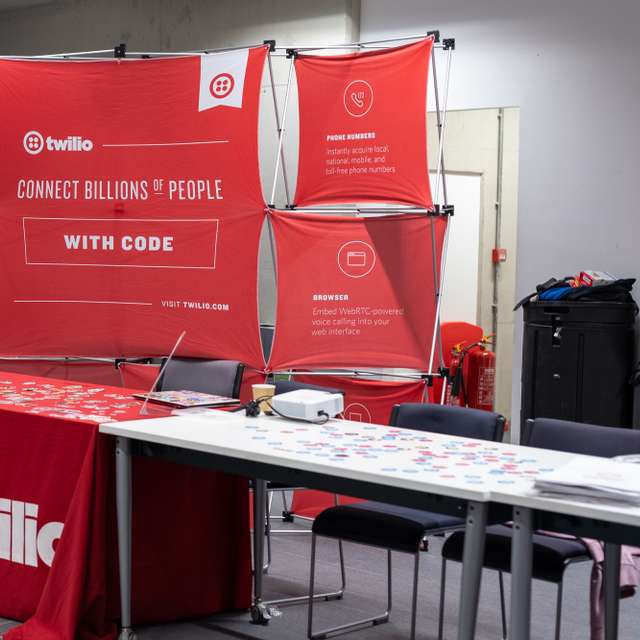 twilio
CONNECT BILLIONS OF PEOPLE
WITH CODE
VISIT TWILIO.COM
PHONE NUMBERS
Instantly acquire local,
national, mobile, and
toll-free phone numbers
BROWSER
Embed WebRTC-powered
voice calling into your
web interface
ilio